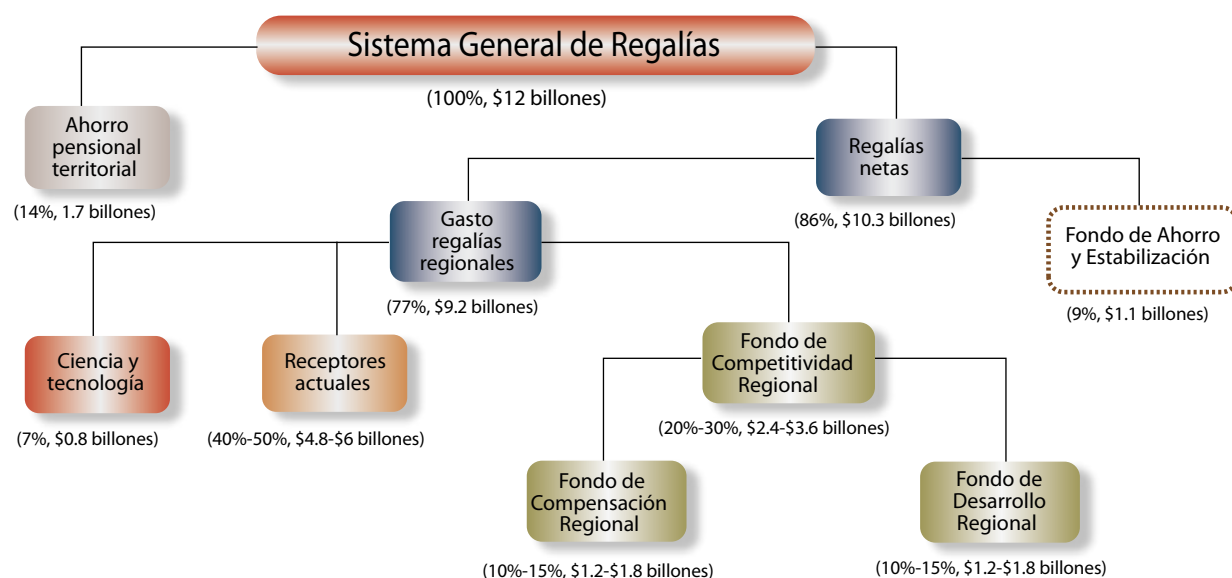 Sistema General de Regalías
(100%, $12 billones)
Ahorro
pensional
territorial
(14%, 1.7 billones)
Regalías
netas
(86%, $10.3 billones)
Gasto
regalías
regionales
(77%, $9.2 billones)
Fondo de Ahorro
y Estabilización
(9%, $1.1 billones)
Ciencia y
tecnología
(7%, $0.8 billones)
Receptores
actuales
(40%-50%, $4.8-$6 billones)
Fondo de
Competitividad
Regional
(20%-30%, $2.4-$3.6 billones)
Fondo de
Compensación
Regional
(10%-15%, $1.2-$1.8 billones)
Fondo de
Desarrollo
Regional
(10%-15%, $1.2-$1.8 billones)